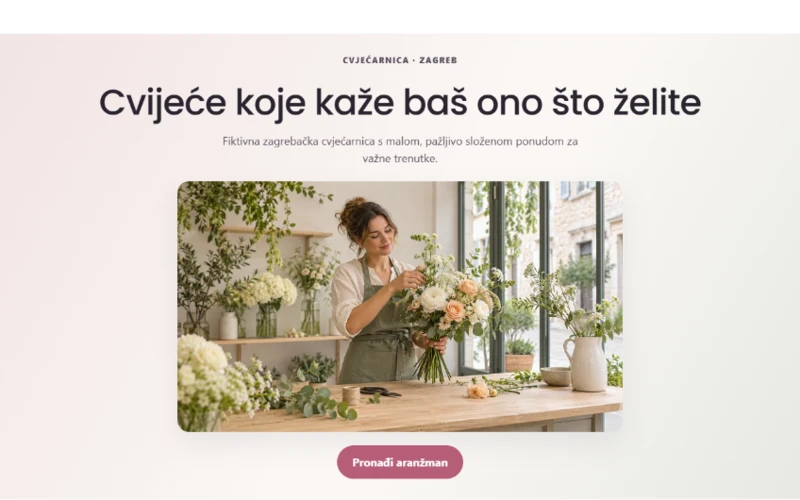 CVJEĆARNICA · ZAGREB
Cvijeće koje kaže baš ono što želite
Fiktivna zagrebačka cvjećarnica s malom, pažljivo složenom ponudom za
važne trenutke.
Pronađi aranžman